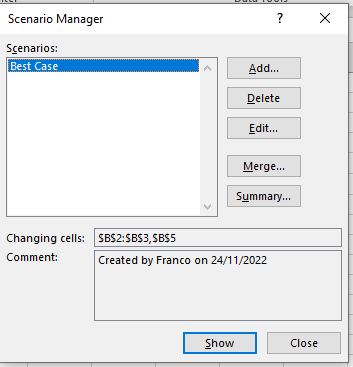 Scenario Manager
?
Scenarios:
Best Case
Add...
Delete
Edit...
Merge...
Summary...
Changing cells:
$B$2:$B$3,$B$5
Comment:
Created by Franco on 24/11/2022
Show
Close